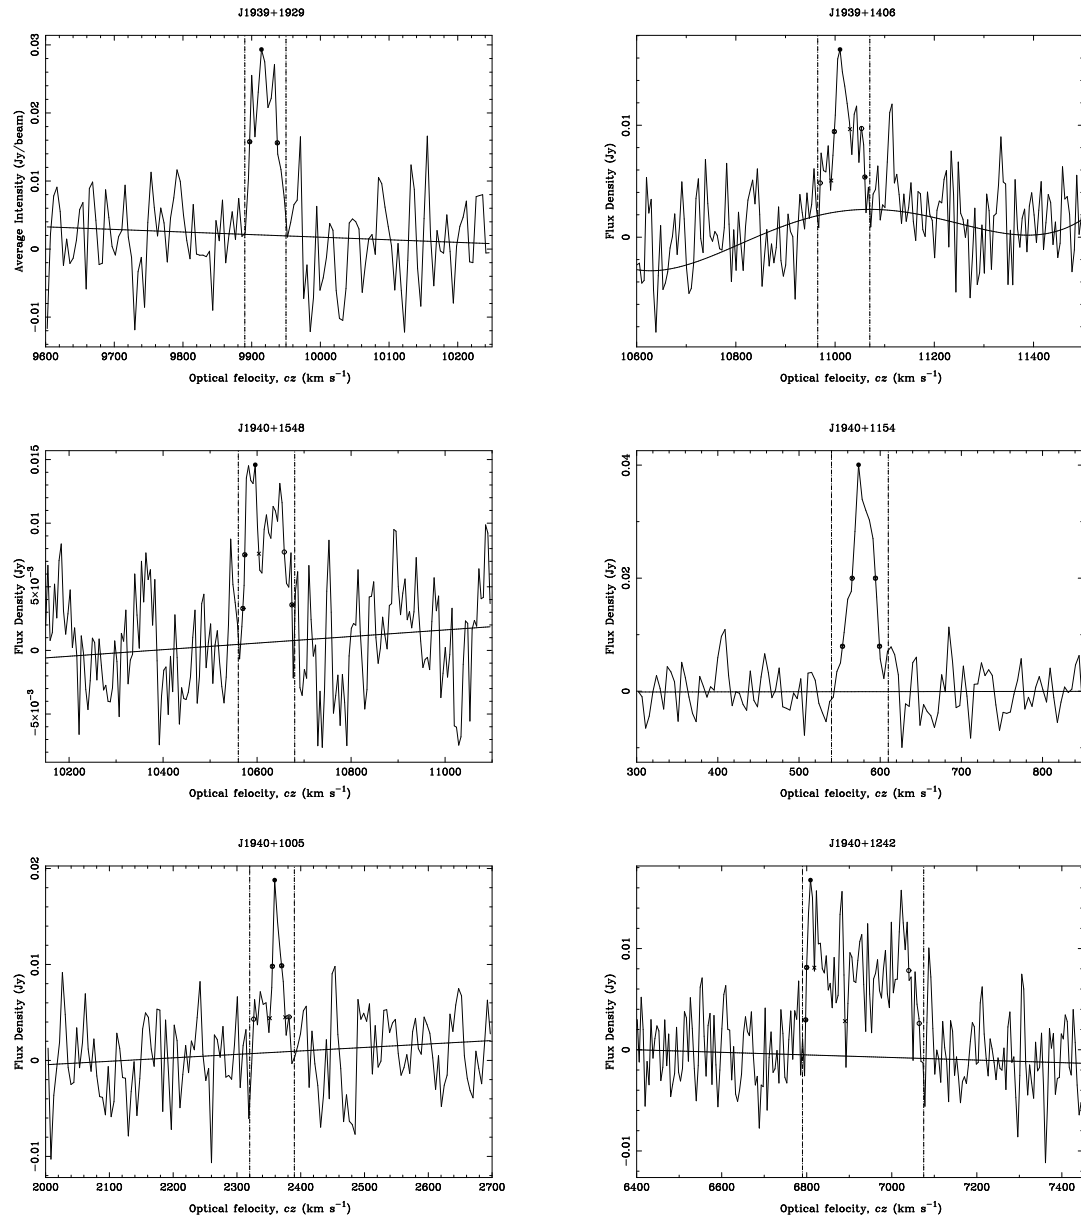 J1939+1929
Average Intensity (Jy/beam)
−0.01 0 0.01 0.02 0.03
9600 9700 9800 9900 10000 10100 10200
Optical felocity, cz (km s⁻¹)
J1939+1406
Flux Density (Jy)
0 0.01
10600 10800 11000 11200 11400
Optical felocity, cz (km s⁻¹)
J1940+1548
Flux Density (Jy)
−5×10⁻³ 0 5×10⁻³ 0.01 0.015
10200 10400 10600 10800 11000
Optical felocity, cz (km s⁻¹)
J1940+1154
Flux Density (Jy)
0 0.02 0.04
300 400 500 600 700 800
Optical felocity, cz (km s⁻¹)
J1940+1005
Flux Density (Jy)
−0.01 0 0.01 0.02
2000 2100 2200 2300 2400 2500 2600 2700
Optical felocity, cz (km s⁻¹)
J1940+1242
Flux Density (Jy)
−0.01 0 0.01
6400 6600 6800 7000 7200 7400
Optical felocity, cz (km s⁻¹)